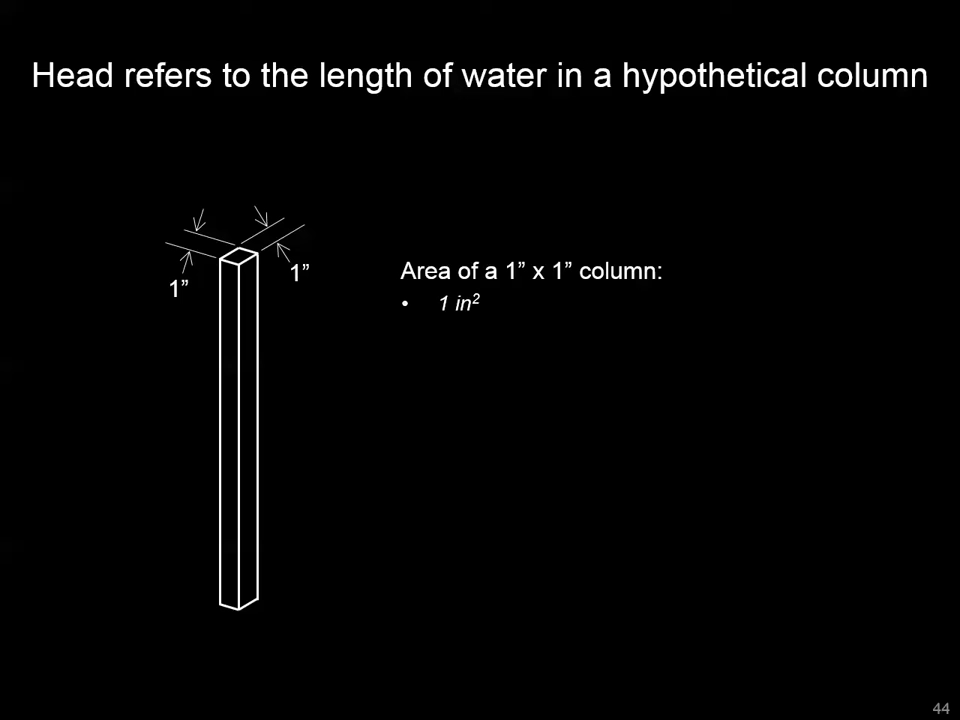 Head refers to the length of water in a hypothetical column
1”
1”
Area of a 1” x 1” column:
• 1 in²
44